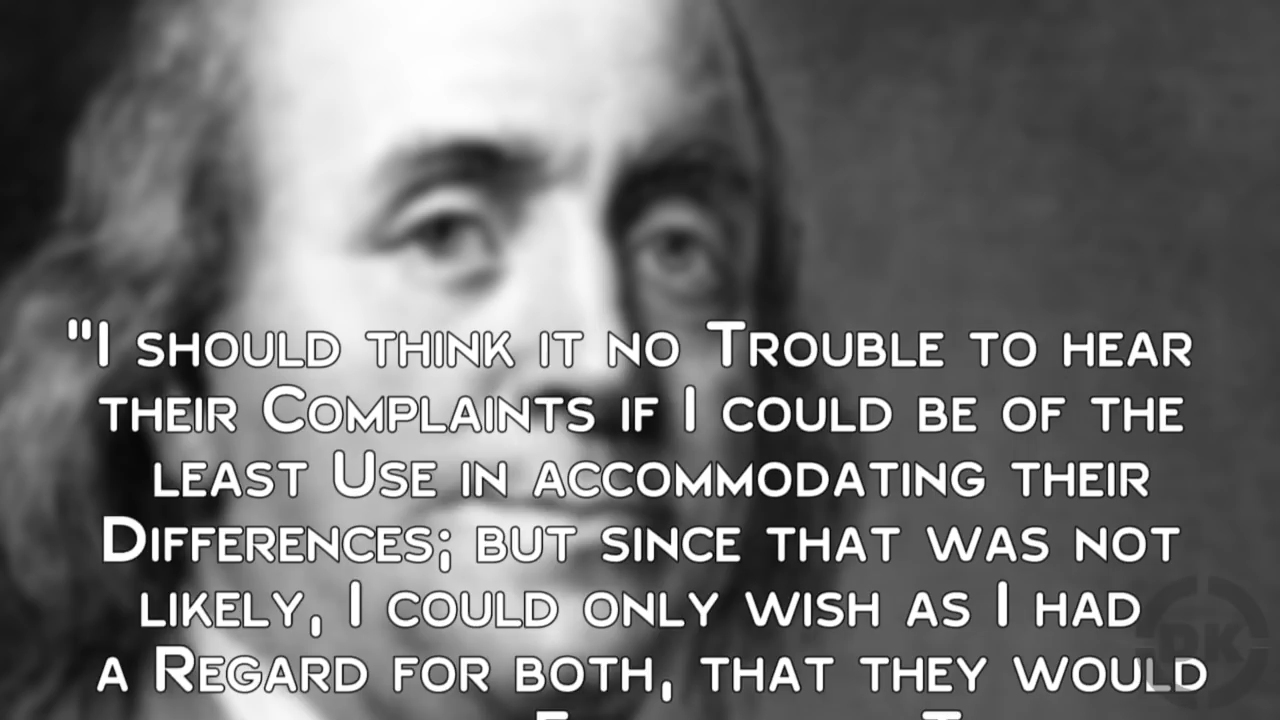 "I should think it no Trouble to hear
their Complaints if I could be of the
least Use in accommodating their
Differences; but since that was not
likely, I could only wish as I had
a Regard for both, that they would
DK